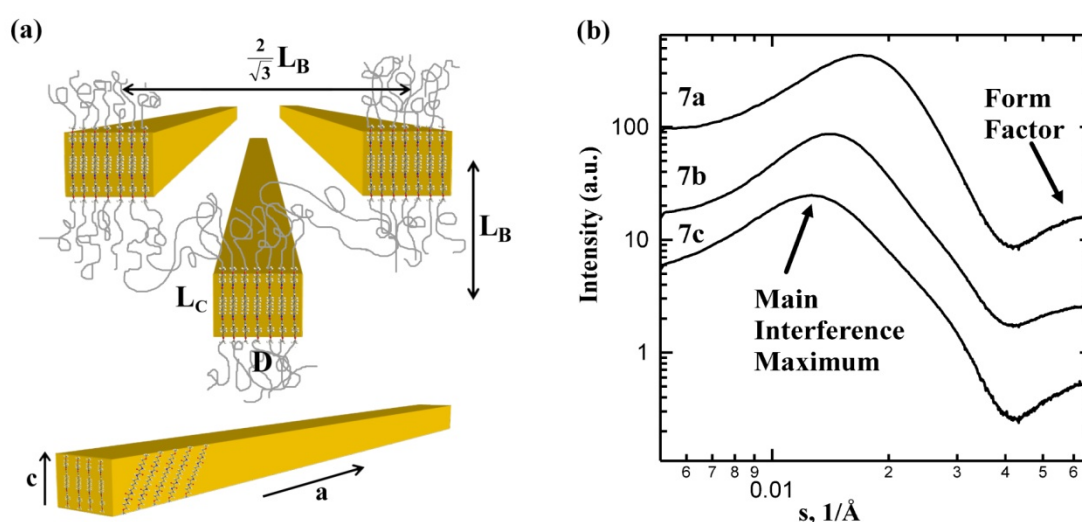 (a)
2/√3 L_B
L_B
L_C
D
c
a
(b)
Intensity (a.u.)
100
10
1
7a
7b
7c
Form
Factor
Main
Interference
Maximum
6 7 8 9 0.01 2 3 4 5 6
s, 1/Å